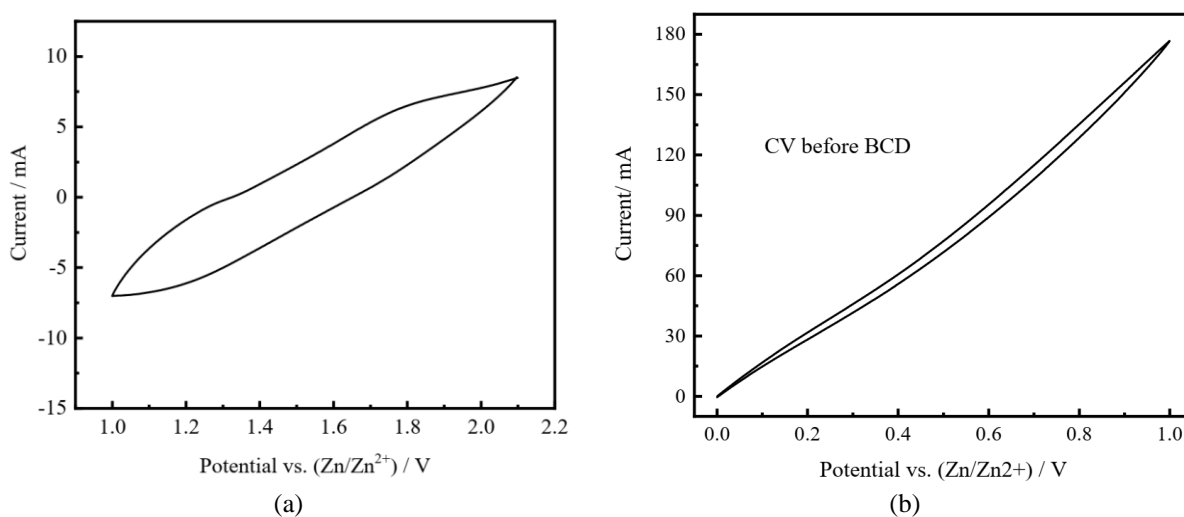 10
5
0
-5
-10
-15
1.0 1.2 1.4 1.6 1.8 2.0 2.2
Current / mA
Potential vs. (Zn/Zn²⁺) / V
(a)
180
150
120
90
60
30
0
0.0 0.2 0.4 0.6 0.8 1.0
Current/ mA
CV before BCD
Potential vs. (Zn/Zn2+) / V
(b)